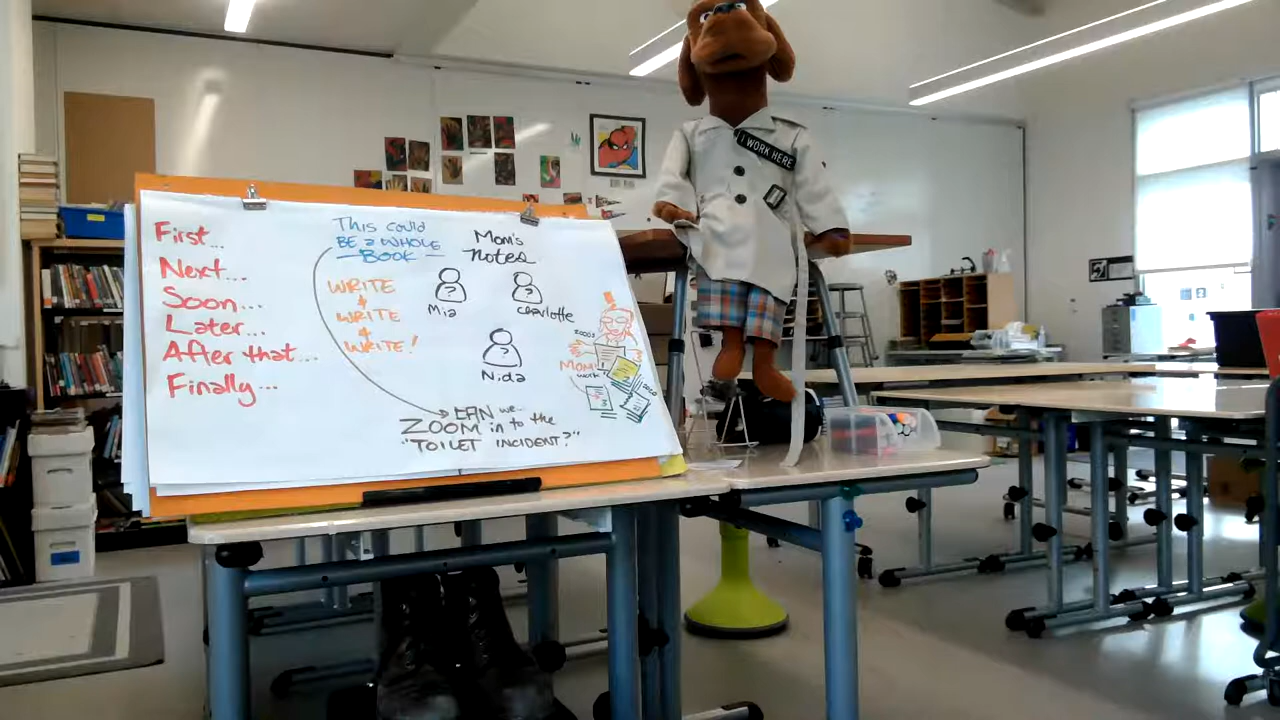 First...
Next...
Soon...
Later...
After that...
Finally...
This could
BE a WHOLE
BOOK
WRITE
+
WRITE
+
WRITE!
Mom's
Notes
?
Mia
?
Charlotte
?
Nida
MOM
work
CAN we...
ZOOM in to the
"TOILET INCIDENT?"
I WORK HERE